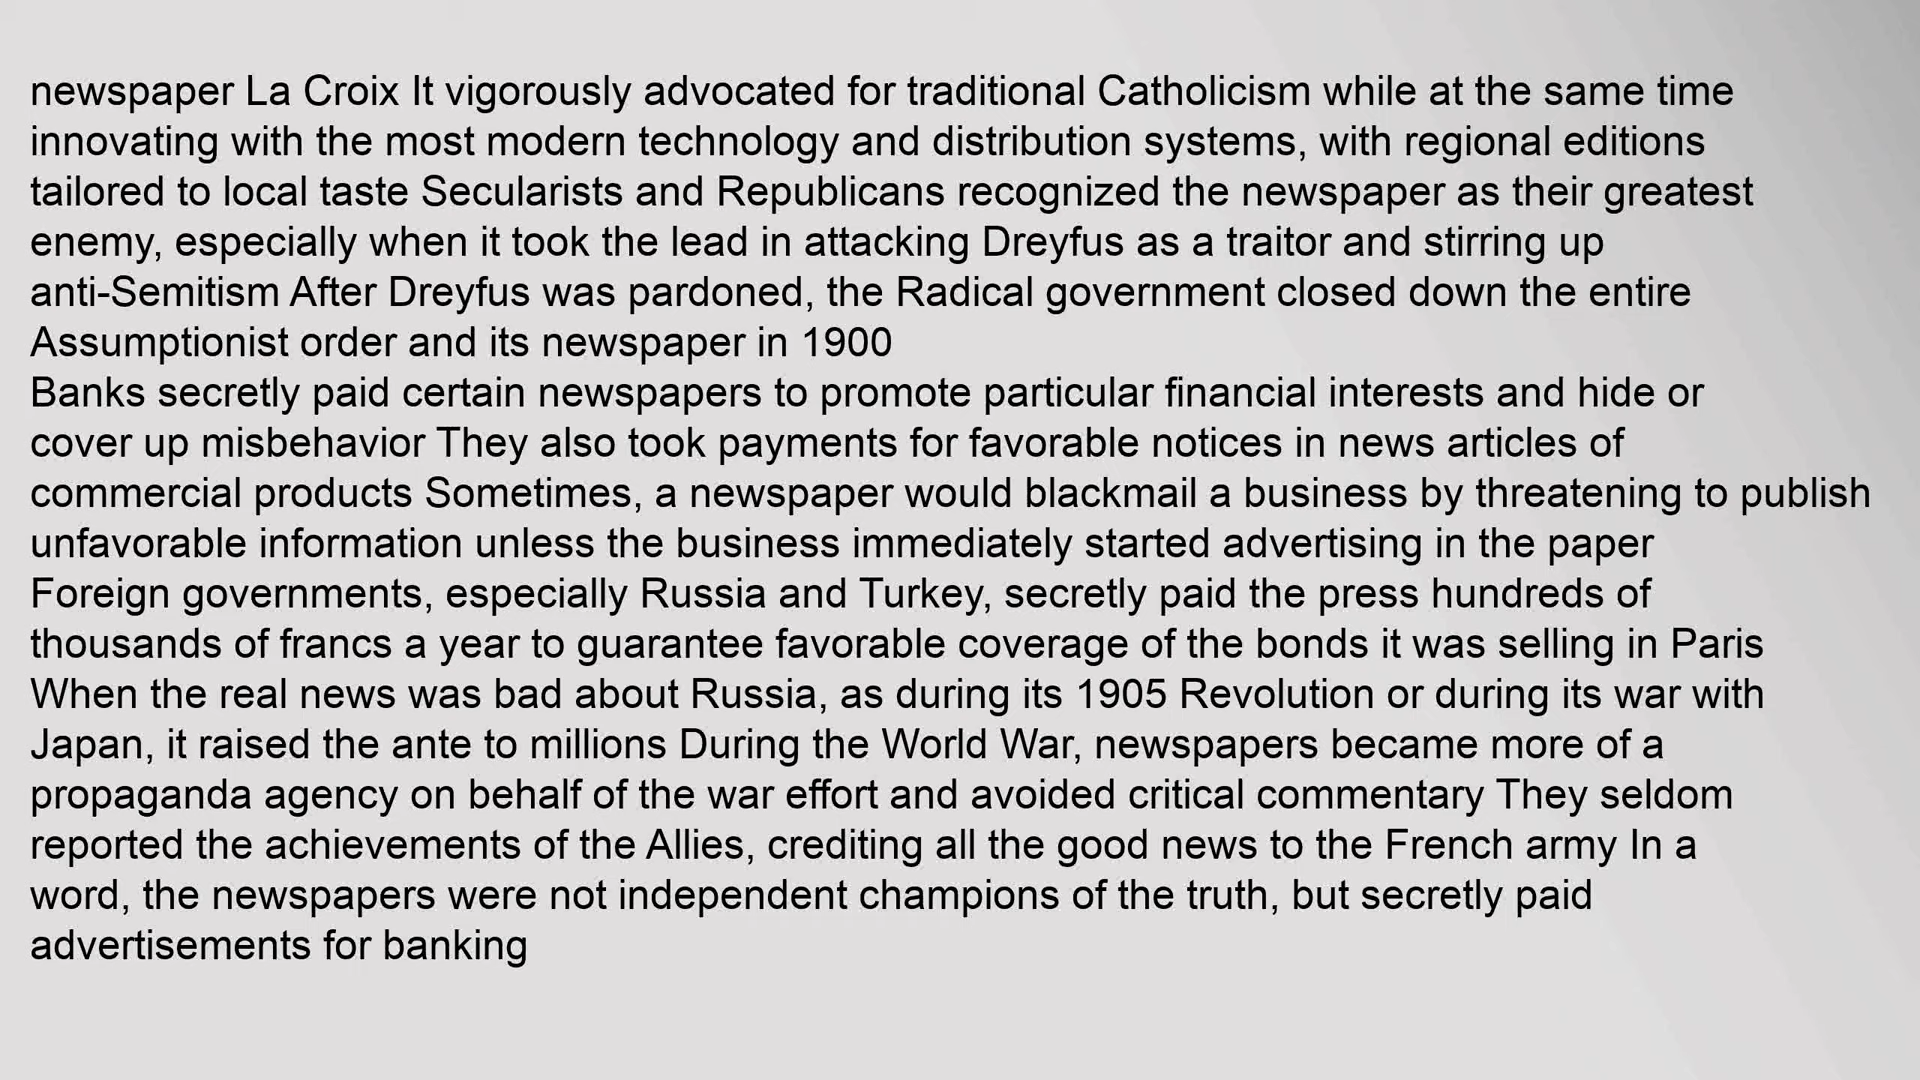 newspaper La Croix It vigorously advocated for traditional Catholicism while at the same time
innovating with the most modern technology and distribution systems, with regional editions
tailored to local taste Secularists and Republicans recognized the newspaper as their greatest
enemy, especially when it took the lead in attacking Dreyfus as a traitor and stirring up
anti-Semitism After Dreyfus was pardoned, the Radical government closed down the entire
Assumptionist order and its newspaper in 1900
Banks secretly paid certain newspapers to promote particular financial interests and hide or
cover up misbehavior They also took payments for favorable notices in news articles of
commercial products Sometimes, a newspaper would blackmail a business by threatening to publish
unfavorable information unless the business immediately started advertising in the paper
Foreign governments, especially Russia and Turkey, secretly paid the press hundreds of
thousands of francs a year to guarantee favorable coverage of the bonds it was selling in Paris
When the real news was bad about Russia, as during its 1905 Revolution or during its war with
Japan, it raised the ante to millions During the World War, newspapers became more of a
propaganda agency on behalf of the war effort and avoided critical commentary They seldom
reported the achievements of the Allies, crediting all the good news to the French army In a
word, the newspapers were not independent champions of the truth, but secretly paid
advertisements for banking